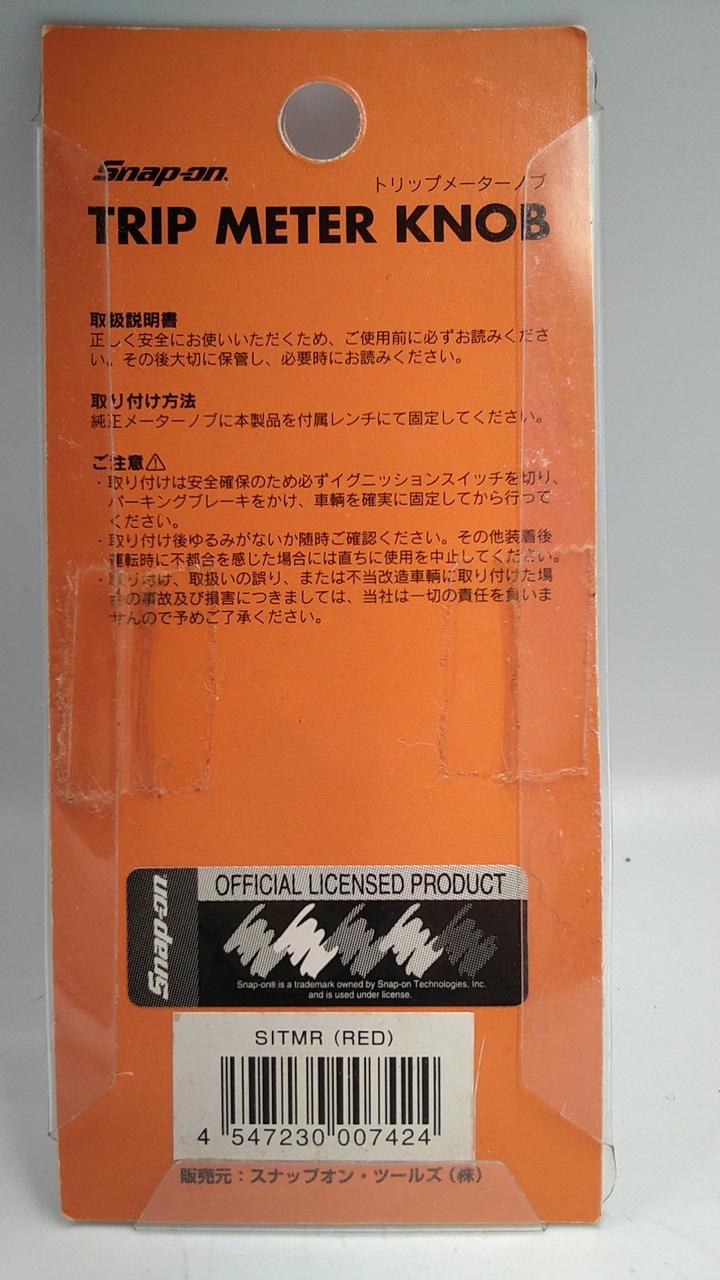 Snap-on
トリップメーターノブ
TRIP METER KNOB
取扱説明書
正しく安全にお使いいただくため、ご使用前に必ずお読みくださ
い。その後大切に保管し、必要時にお読みください。
取り付け方法
純正メーターノブに本製品を付属レンチにて固定してください。
ご注意⚠
・取り付けは安全確保のため必ずイグニッションスイッチを切り、
パーキングブレーキをかけ、車輌を確実に固定してから行って
ください。
・取り付け後ゆるみがないか随時ご確認ください。その他装着後
運転時に不都合を感じた場合には直ちに使用を中止してください。
・取り付け、取扱いの誤り、または不当改造車輌に取り付けた場
合の事故及び損害につきましては、当社は一切の責任を負いま
せんので予めご了承ください。
Snap-on
OFFICIAL LICENSED PRODUCT
Snap-on® is a trademark owned by Snap-on Technologies, Inc.
and is used under license.
SITMR (RED)
4 547230 007424
販売元：スナップオン・ツールズ（株）